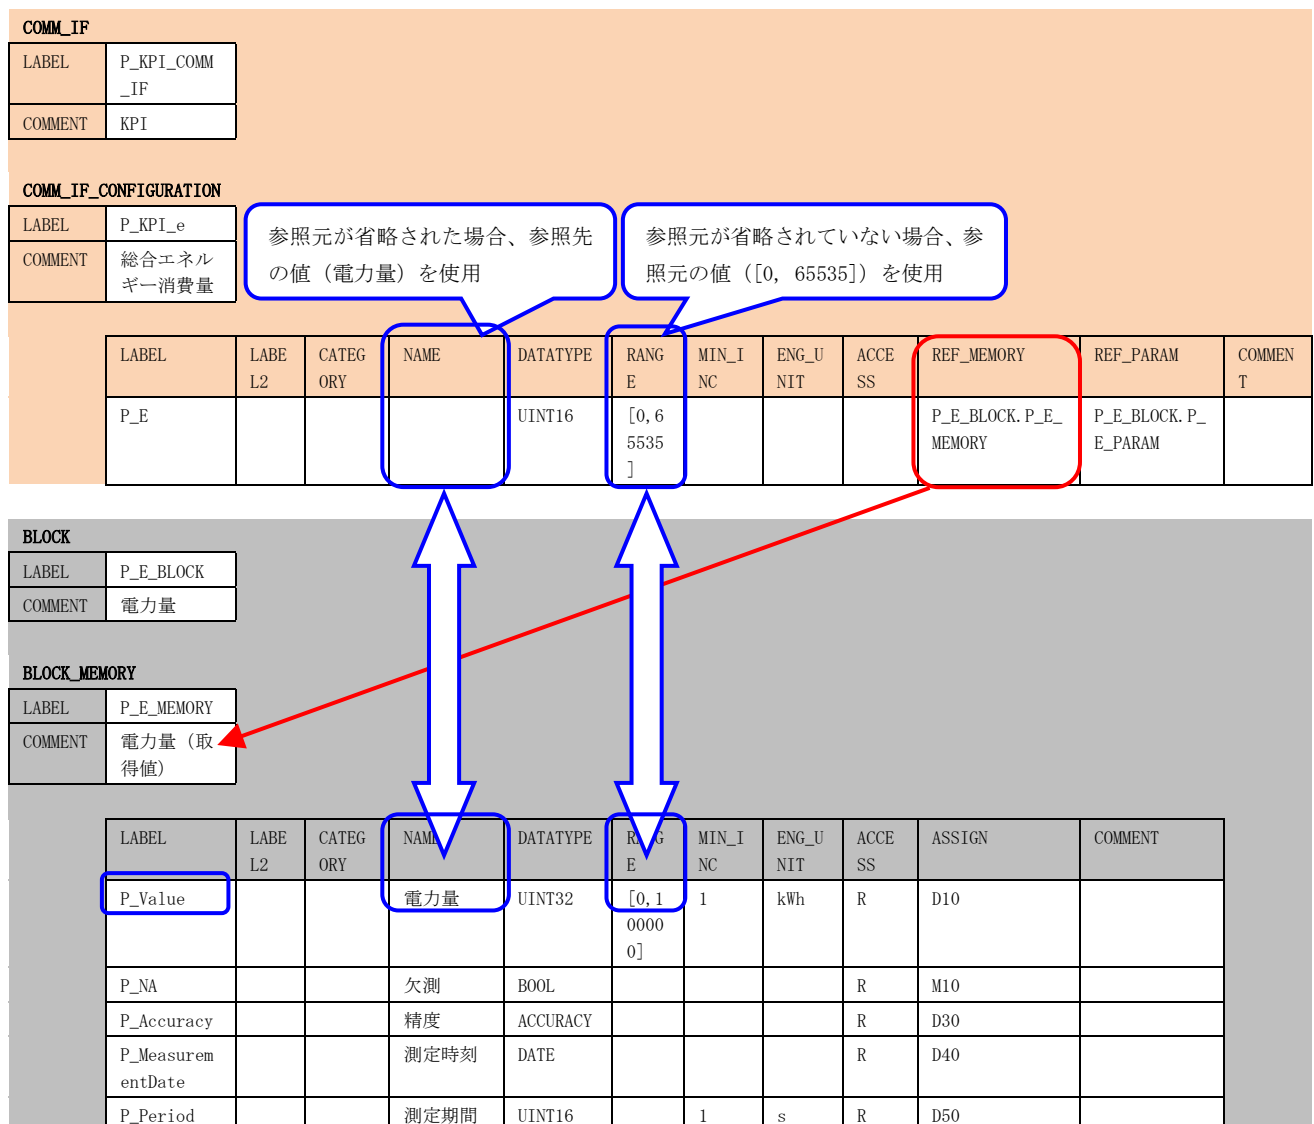 COMM_IF
LABEL
P_KPI_COMM
_IF
COMMENT
KPI
COMM_IF_CONFIGURATION
LABEL
P_KPI_e
COMMENT
総合エネル
ギー消費量
参照元が省略された場合、参照先
の値（電力量）を使用
参照元が省略されていない場合、参
照元の値（[0, 65535]）を使用
LABEL
LABE
L2
CATEG
ORY
NAME
DATATYPE
RANG
E
MIN_I
NC
ENG_U
NIT
ACCE
SS
REF_MEMORY
REF_PARAM
COMMEN
T
P_E
UINT16
[0,6
5535
]
P_E_BLOCK.P_E_
MEMORY
P_E_BLOCK.P_
E_PARAM
BLOCK
LABEL
P_E_BLOCK
COMMENT
電力量
BLOCK_MEMORY
LABEL
P_E_MEMORY
COMMENT
電力量（取
得値）
LABEL
LABE
L2
CATEG
ORY
NAME
DATATYPE
E
MIN_I
NC
ENG_U
NIT
ACCE
SS
ASSIGN
COMMENT
P_Value
電力量
UINT32
[0,1
0000
0]
1
kWh
R
D10
P_NA
欠測
BOOL
R
M10
P_Accuracy
精度
ACCURACY
R
D30
P_Measurem
entDate
測定時刻
DATE
R
D40
P_Period
測定期間
UINT16
1
s
R
D50